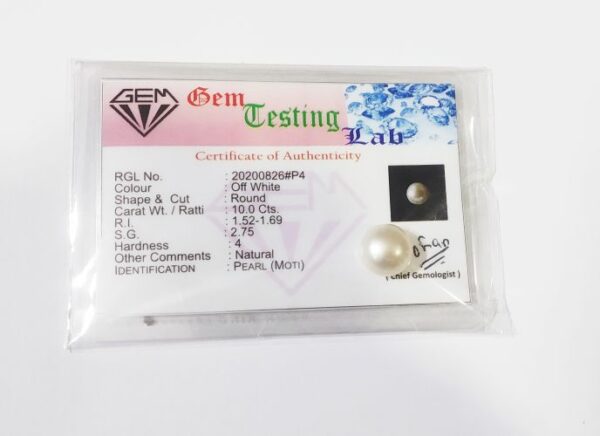 GEM
Gem
Testing
Lab
Certificate of Authenticity
RGL No. : 20200826#P4
Colour : Off White
Shape & Cut : Round
Carat Wt. / Ratti : 10.0 Cts.
R.I. : 1.52-1.69
S.G. : 2.75
Hardness : 4
Other Comments : Natural
IDENTIFICATION : PEARL (MOTI)
( Chief Gemologist )